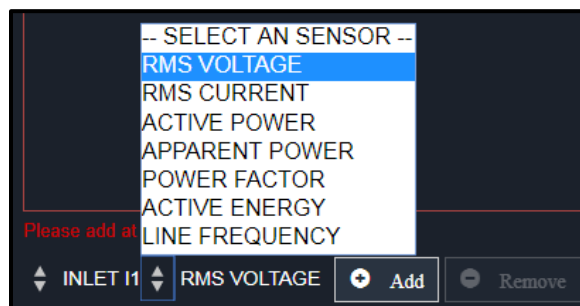 -- SELECT AN SENSOR --
RMS VOLTAGE
RMS CURRENT
ACTIVE POWER
APPARENT POWER
POWER FACTOR
ACTIVE ENERGY
LINE FREQUENCY
Please add at
INLET I1 RMS VOLTAGE Add Remove